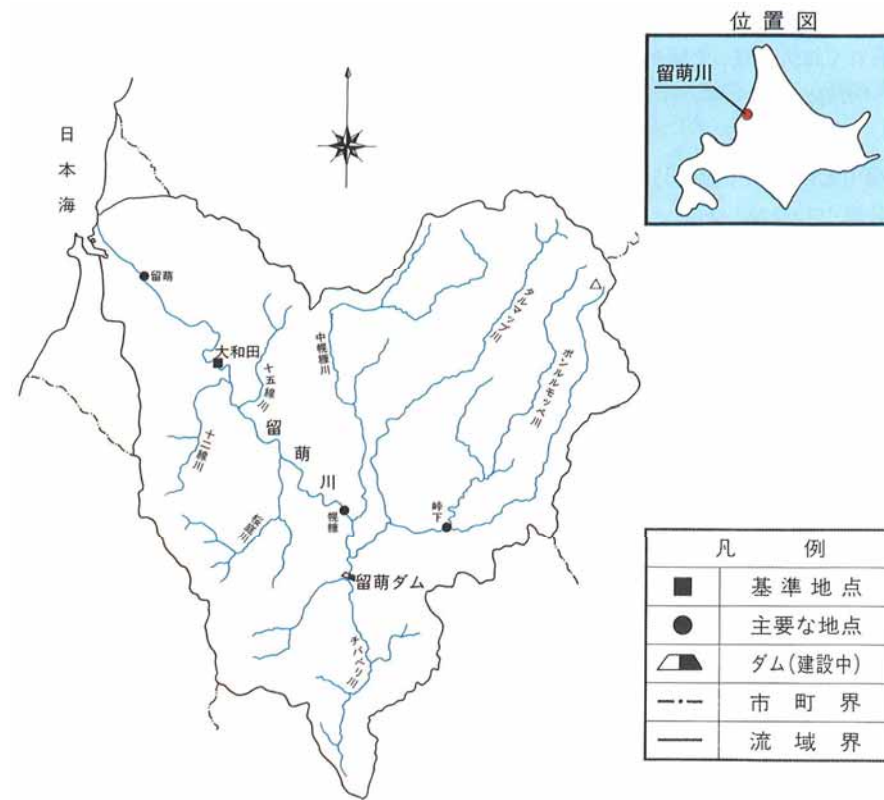 位置図
留萌川
日本海
留萌
大和田
十五線川
中幌糠川
タルマップ川
ポンルルモッペ川
十二線川
留萌川
幌糠
峠下
桜庭川
留萌ダム
チバベリ川
凡例
基準地点
主要な地点
ダム(建設中)
市町界
流域界